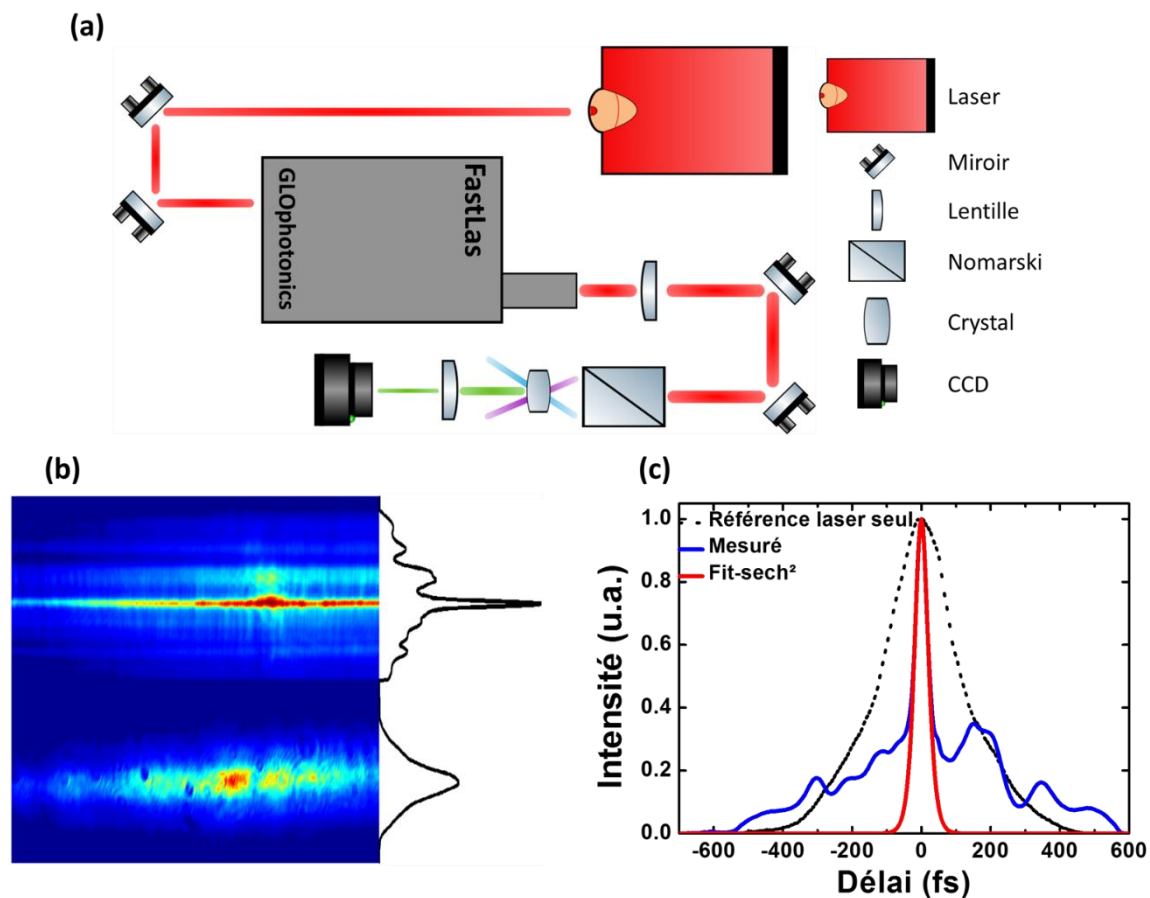 (a)
GLOphotonics
FastLas
Laser
Miroir
Lentille
Nomarski
Crystal
CCD
(b)
(c)
Référence laser seul
Mesuré
Fit-sech²
Intensité (u.a.)
1.0
0.8
0.6
0.4
0.2
0.0
-600 -400 -200 0 200 400 600
Délai (fs)